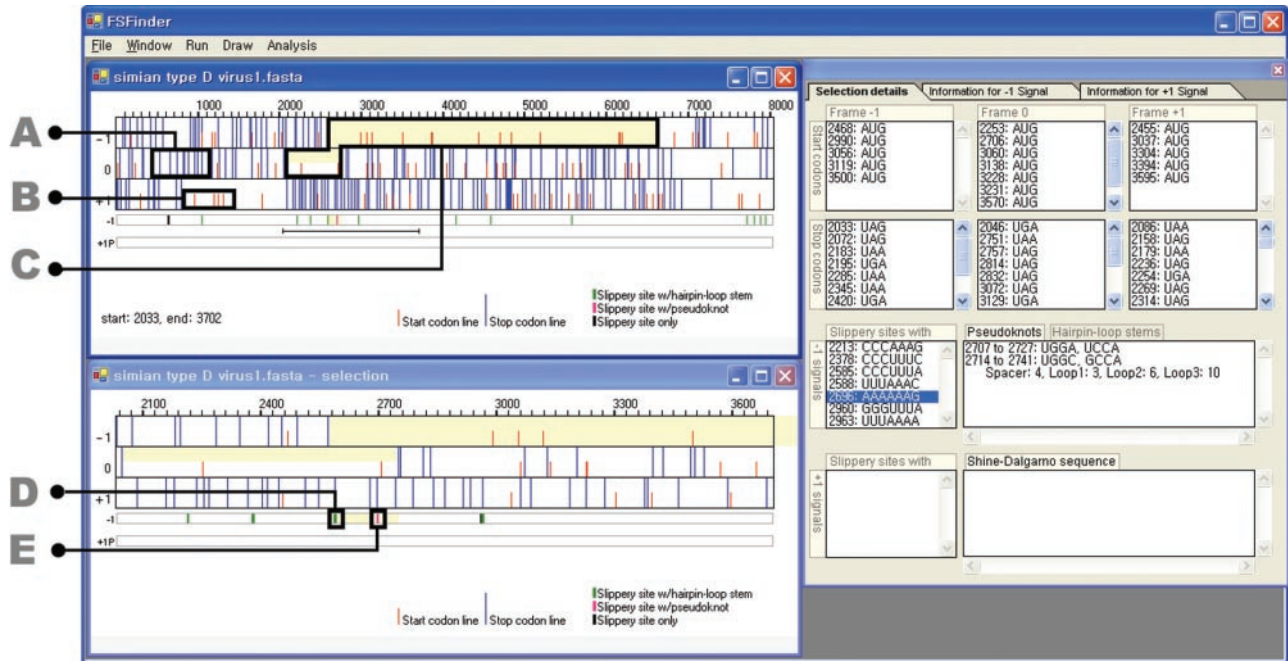 FSFinder
File Window Run Draw Analysis
simian type D virus1.fasta
1000 2000 3000 4000 5000 6000 7000 8000
A
-1
0
B
+1
-1
+1P
C
start: 2033, end: 3702
Start codon line
Stop codon line
Slippery site w/hairpin-loop stem
Slippery site w/pseudoknot
Slippery site only
simian type D virus1.fasta - selection
2100 2400 2700 3000 3300 3600
-1
0
+1
D
-1
E
+1P
Start codon line
Stop codon line
Slippery site w/hairpin-loop stem
Slippery site w/pseudoknot
Slippery site only
Selection details
Information for -1 Signal
Information for +1 Signal
Frame -1
Frame 0
Frame +1
Start codons
2468: AUG
2990: AUG
3056: AUG
3119: AUG
3500: AUG
2253: AUG
2706: AUG
3060: AUG
3138: AUG
3228: AUG
3231: AUG
3570: AUG
2455: AUG
3037: AUG
3304: AUG
3394: AUG
3595: AUG
Stop codons
2033: UAG
2072: UAG
2183: UAA
2195: UGA
2285: UAA
2345: UAA
2420: UGA
2046: UGA
2751: UAA
2757: UAG
2814: UAG
2832: UAG
3072: UAG
3129: UGA
2086: UAA
2158: UAG
2179: UAA
2236: UAG
2254: UGA
2269: UAG
2314: UAG
-1 signals
Slippery sites with
2213: CCCAAAG
2378: CCCUUUC
2585: CCCUUUA
2588: UUUAAAC
2696: AAAAAAG
2960: GGGUUUA
2963: UUUAAAA
Pseudoknots
Hairpin-loop stems
2707 to 2727: UGGA, UCCA
2714 to 2741: UGGC, GCCA
Spacer: 4, Loop1: 3, Loop2: 6, Loop3: 10
+1 signals
Slippery sites with
Shine-Dalgarno sequence